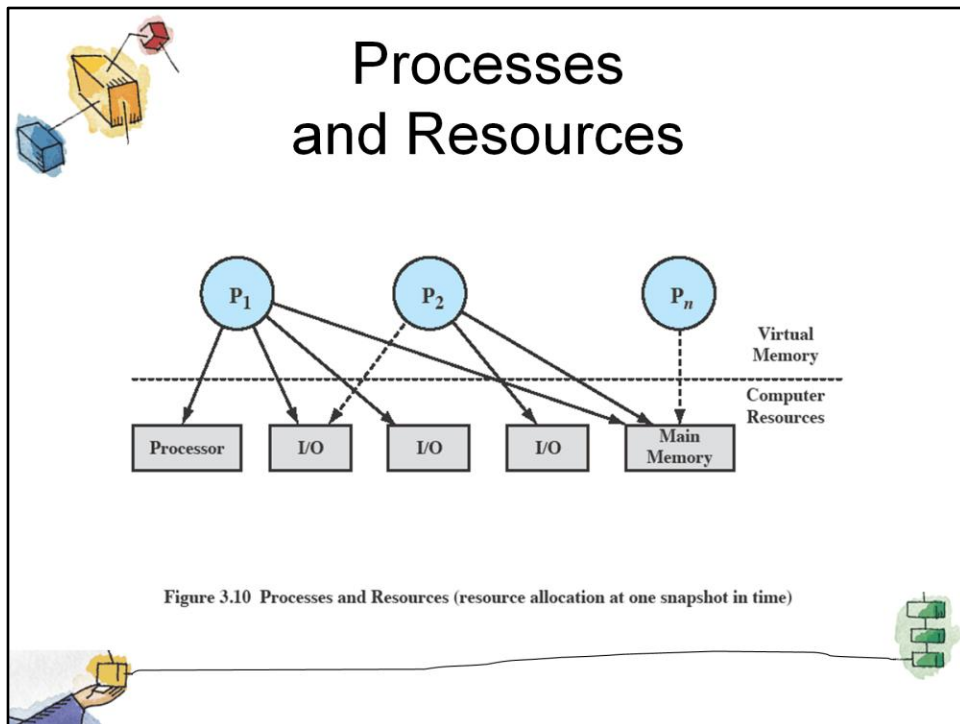 Processes
and Resources
P1
P2
Pn
Virtual
Memory
Computer
Resources
Processor
I/O
I/O
I/O
Main
Memory
Figure 3.10 Processes and Resources (resource allocation at one snapshot in time)